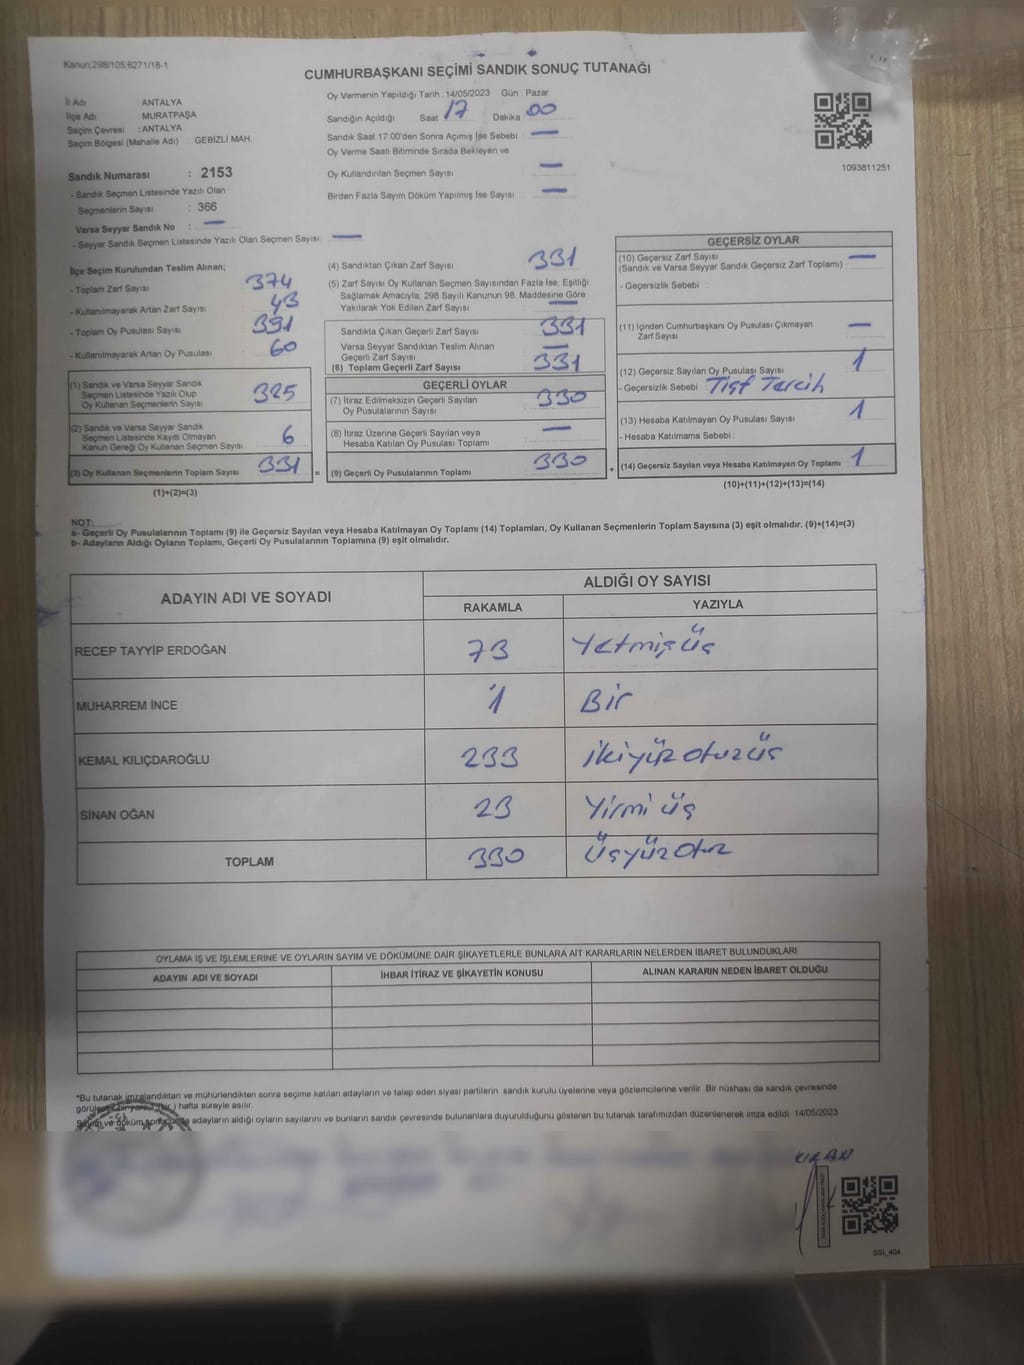 Kanun:298/105,6271/18-1
CUMHURBAŞKANI SEÇİMİ SANDIK SONUÇ TUTANAĞI
İl Adı ANTALYA
İlçe Adı MURATPAŞA
Seçim Çevresi : ANTALYA
Seçim Bölgesi (Mahalle Adı) GEBİZLİ MAH.
Sandık Numarası : 2153
- Sandık Seçmen Listesinde Yazılı Olan
Seçmenlerin Sayısı : 366
Varsa Seyyar Sandık No : —
- Seyyar Sandık Seçmen Listesinde Yazılı Olan Seçmen Sayısı: —
Oy Vermenin Yapıldığı Tarih : 14/05/2023 Gün : Pazar
Sandığın Açıldığı Saat 17 Dakika 00
Sandık Saat 17:00'den Sonra Açımış İse Sebebi : —
Oy Verme Saati Bitiminde Sırada Bekleyen ve
Oy Kullandırılan Seçmen Sayısı : —
Birden Fazla Sayım Döküm Yapılmış İse Sayısı : —
1093811251
İlçe Seçim Kurulundan Teslim Alınan;
- Toplam Zarf Sayısı : 374
- Kullanılmayarak Artan Zarf Sayısı : 43
- Toplam Oy Pusulası Sayısı : 391
- Kullanılmayarak Artan Oy Pusulası : 60
(1) Sandık ve Varsa Seyyar Sandık
Seçmen Listesinde Yazılı Olup
Oy Kullanan Seçmenlerin Sayısı 325
(2) Sandık ve Varsa Seyyar Sandık
Seçmen Listesinde Kayıtlı Olmayan
Kanun Gereği Oy Kullanan Seçmen Sayısı 6
(3) Oy Kullanan Seçmenlerin Toplam Sayısı 331 =
(1)+(2)=(3)
(4) Sandıktan Çıkan Zarf Sayısı : 331
(5) Zarf Sayısı Oy Kullanan Seçmen Sayısından Fazla İse, Eşitliği
Sağlamak Amacıyla; 298 Sayılı Kanunun 98. Maddesine Göre
Yakılarak Yok Edilen Zarf Sayısı : —
Sandıkta Çıkan Geçerli Zarf Sayısı : 331
Varsa Seyyar Sandıktan Teslim Alınan
Geçerli Zarf Sayısı : —
(6) Toplam Geçerli Zarf Sayısı : 331
GEÇERLİ OYLAR
(7) İtiraz Edilmeksizin Geçerli Sayılan
Oy Pusulalarının Sayısı : 330
(8) İtiraz Üzerine Geçerli Sayılan veya
Hesaba Katılan Oy Pusulası Toplamı : —
(9) Geçerli Oy Pusulalarının Toplamı : 330 +
GEÇERSİZ OYLAR
(10) Geçersiz Zarf Sayısı
(Sandık ve Varsa Seyyar Sandık Geçersiz Zarf Toplamı) : —
- Geçersizlik Sebebi :
(11) İçinden Cumhurbaşkanı Oy Pusulası Çıkmayan
Zarf Sayısı : —
(12) Geçersiz Sayılan Oy Pusulası Sayısı : 1
- Geçersizlik Sebebi : Tercih
(13) Hesaba Katılmayan Oy Pusulası Sayısı : 1
- Hesaba Katılmama Sebebi :
(14) Geçersiz Sayılan veya Hesaba Katılmayan Oy Toplamı : 1
(10)+(11)+(12)+(13)=(14)
NOT:
a- Geçerli Oy Pusulalarının Toplamı (9) ile Geçersiz Sayılan veya Hesaba Katılmayan Oy Toplamı (14) Toplamları, Oy Kullanan Seçmenlerin Toplam Sayısına (3) eşit olmalıdır. (9)+(14)=(3)
b- Adayların Aldığı Oyların Toplamı, Geçerli Oy Pusulalarının Toplamına (9) eşit olmalıdır.
ADAYIN ADI VE SOYADI ALDIĞI OY SAYISI
RAKAMLA YAZIYLA
RECEP TAYYİP ERDOĞAN 73 Yetmişüç
MUHARREM İNCE 1 Bir
KEMAL KILIÇDAROĞLU 233 ikiyüz otuzüç
SİNAN OĞAN 23 Yirmi üç
TOPLAM 330 Üçyüz Otuz
OYLAMA İŞ VE İŞLEMLERİNE VE OYLARIN SAYIM VE DÖKÜMÜNE DAİR ŞİKAYETLERLE BUNLARA AİT KARARLARIN NELERDEN İBARET BULUNDUKLARI
ADAYIN ADI VE SOYADI İHBAR İTİRAZ VE ŞİKAYETİN KONUSU ALINAN KARARIN NEDEN İBARET OLDUĞU
*Bu tutanak imzalandıktan ve mühürlendikten sonra seçime katılan adayların ve talep eden siyasi partilerin sandık kurulu üyelerine veya gözlemcilerine verilir. Bir nüshası da sandık çevresinde
hafta süreyle asılır.
Sayım ve döküm adayların aldığı oyların sayılarını ve bunların sandık çevresinde bulunanlara duyurulduğunu gösteren bu tutanak tarafımızdan düzenlenerek imza edildi. 14/05/2023
KIRAN
SSI_404